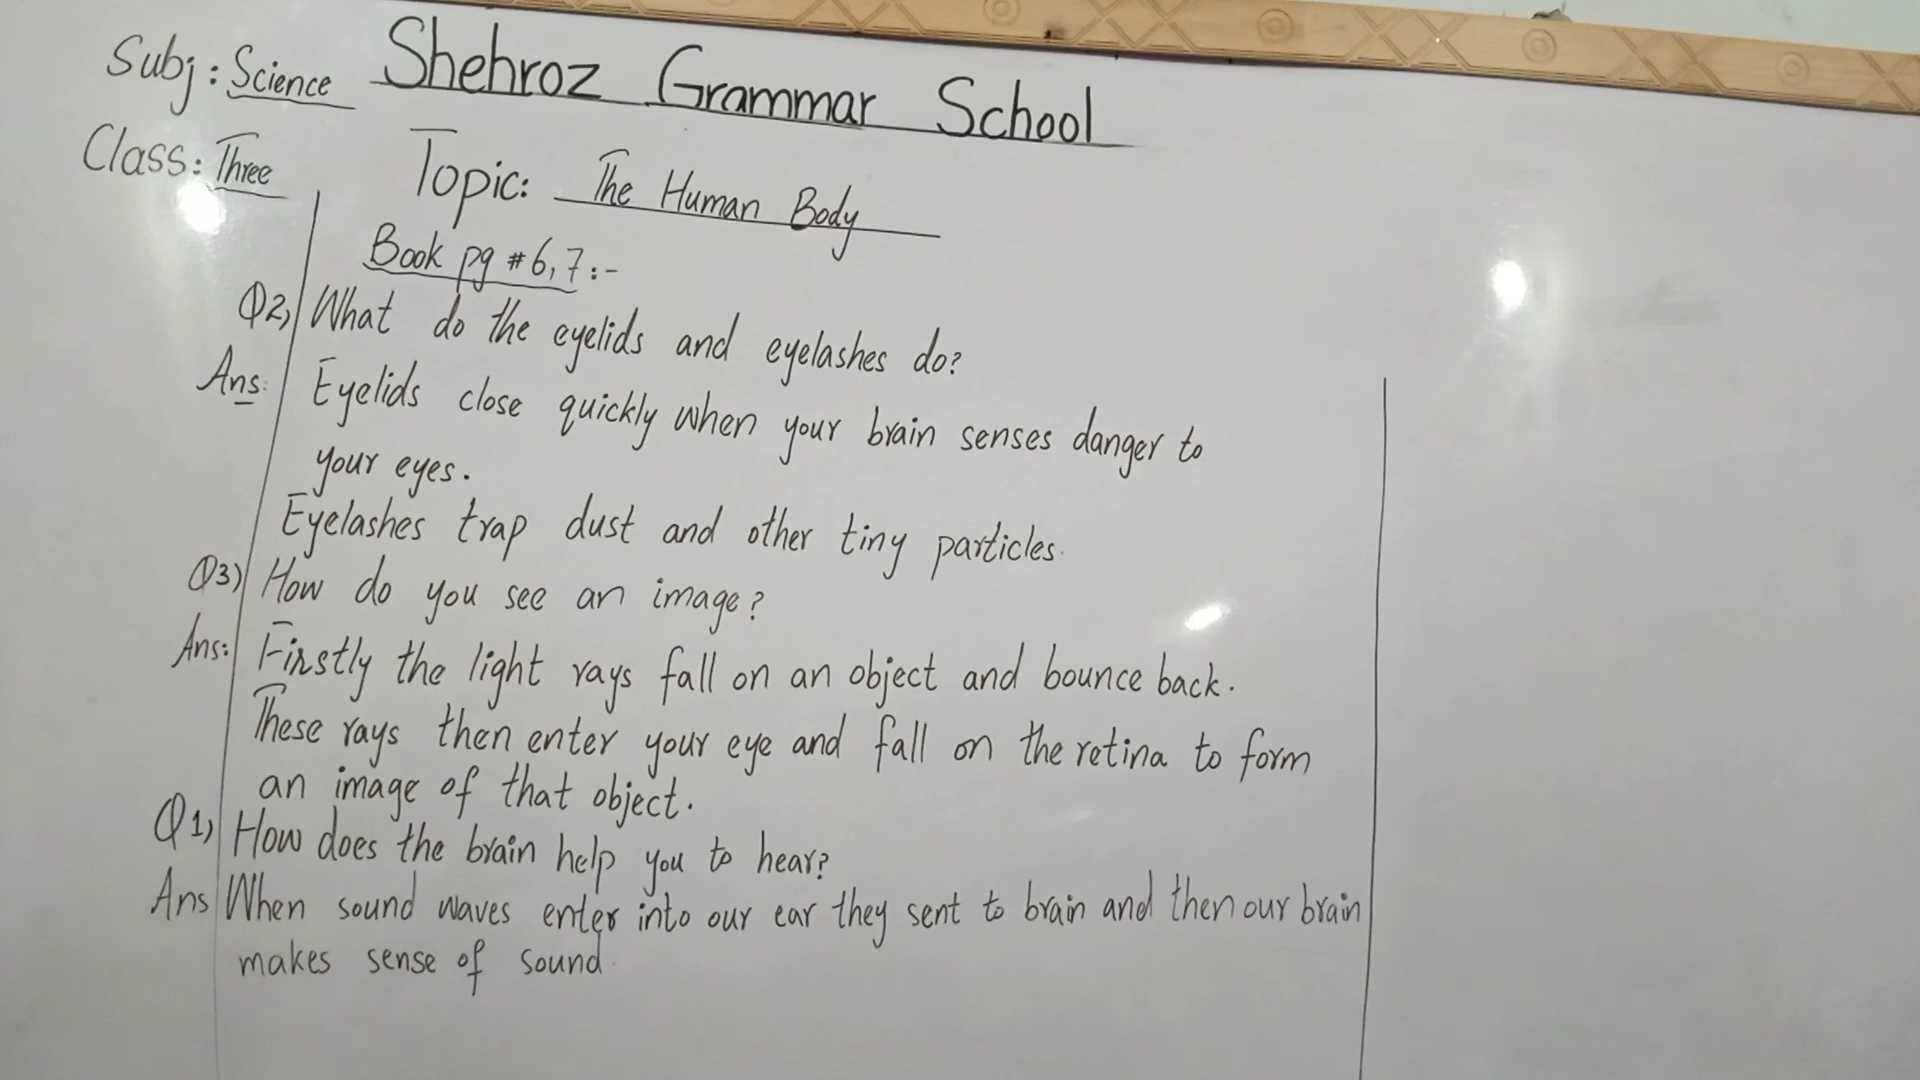 Subj: Science
Shehroz Grammar School
Class: Three
Topic: The Human Body
Book pg #6,7:-
Q2) What do the eyelids and eyelashes do?
Ans: Eyelids close quickly when your brain senses danger to
your eyes.
Eyelashes trap dust and other tiny particles.
Q3) How do you see an image?
Ans: Firstly the light rays fall on an object and bounce back.
These rays then enter your eye and fall on the retina to form
an image of that object.
Q1) How does the brain help you to hear?
Ans When sound waves enter into our ear they sent to brain and then our brain
makes sense of sound.